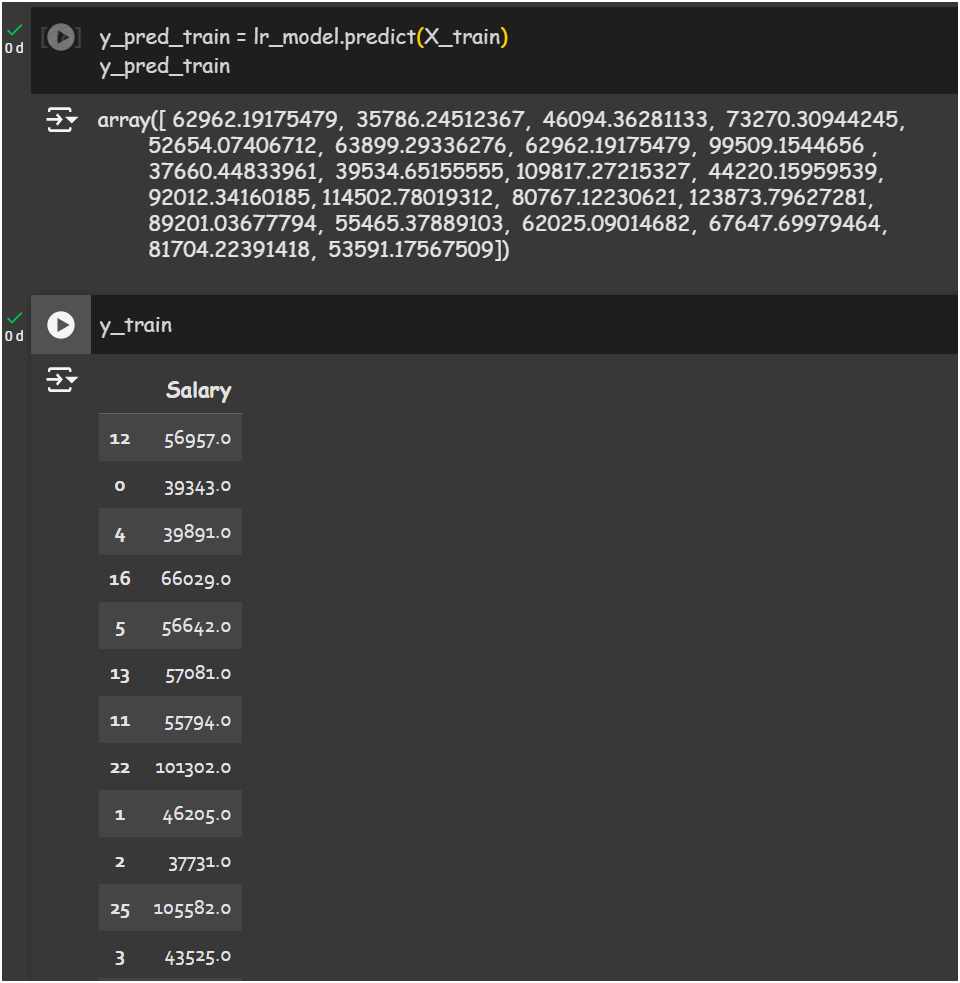 0 d
y_pred_train = lr_model.predict(X_train)
y_pred_train
array([ 62962.19175479, 35786.24512367, 46094.36281133, 73270.30944245,
52654.07406712, 63899.29336276, 62962.19175479, 99509.1544656 ,
37660.44833961, 39534.65155555, 109817.27215327, 44220.15959539,
92012.34160185, 114502.78019312, 80767.12230621, 123873.79627281,
89201.03677794, 55465.37889103, 62025.09014682, 67647.69979464,
81704.22391418, 53591.17567509])
0 d
y_train
Salary
12 56957.0
0 39343.0
4 39891.0
16 66029.0
5 56642.0
13 57081.0
11 55794.0
22 101302.0
1 46205.0
2 37731.0
25 105582.0
3 43525.0